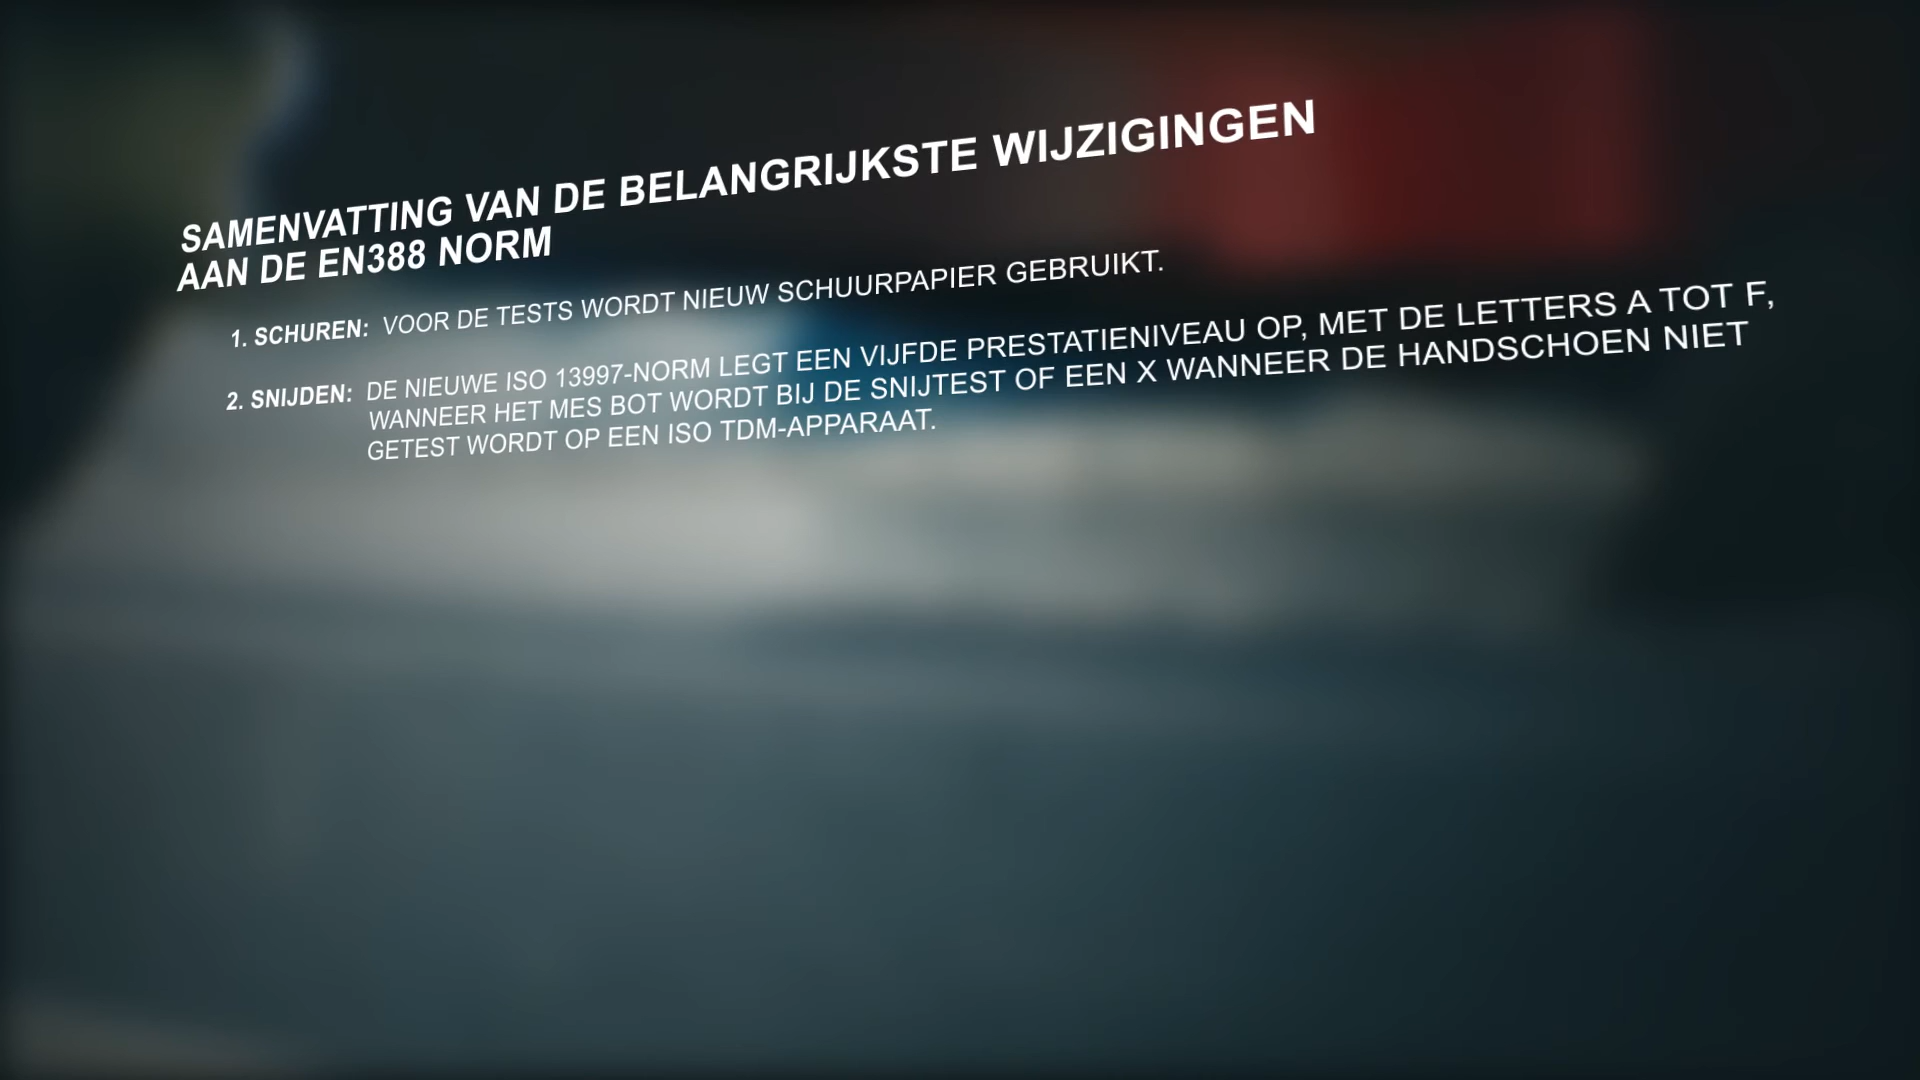 SAMENVATTING VAN DE BELANGRIJKSTE WIJZIGINGEN
AAN DE EN388 NORM
1. SCHUREN: VOOR DE TESTS WORDT NIEUW SCHUURPAPIER GEBRUIKT.
2. SNIJDEN: DE NIEUWE ISO 13997-NORM LEGT EEN VIJFDE PRESTATIENIVEAU OP, MET DE LETTERS A TOT F,
WANNEER HET MES BOT WORDT BIJ DE SNIJTEST OF EEN X WANNEER DE HANDSCHOEN NIET
GETEST WORDT OP EEN ISO TDM-APPARAAT.